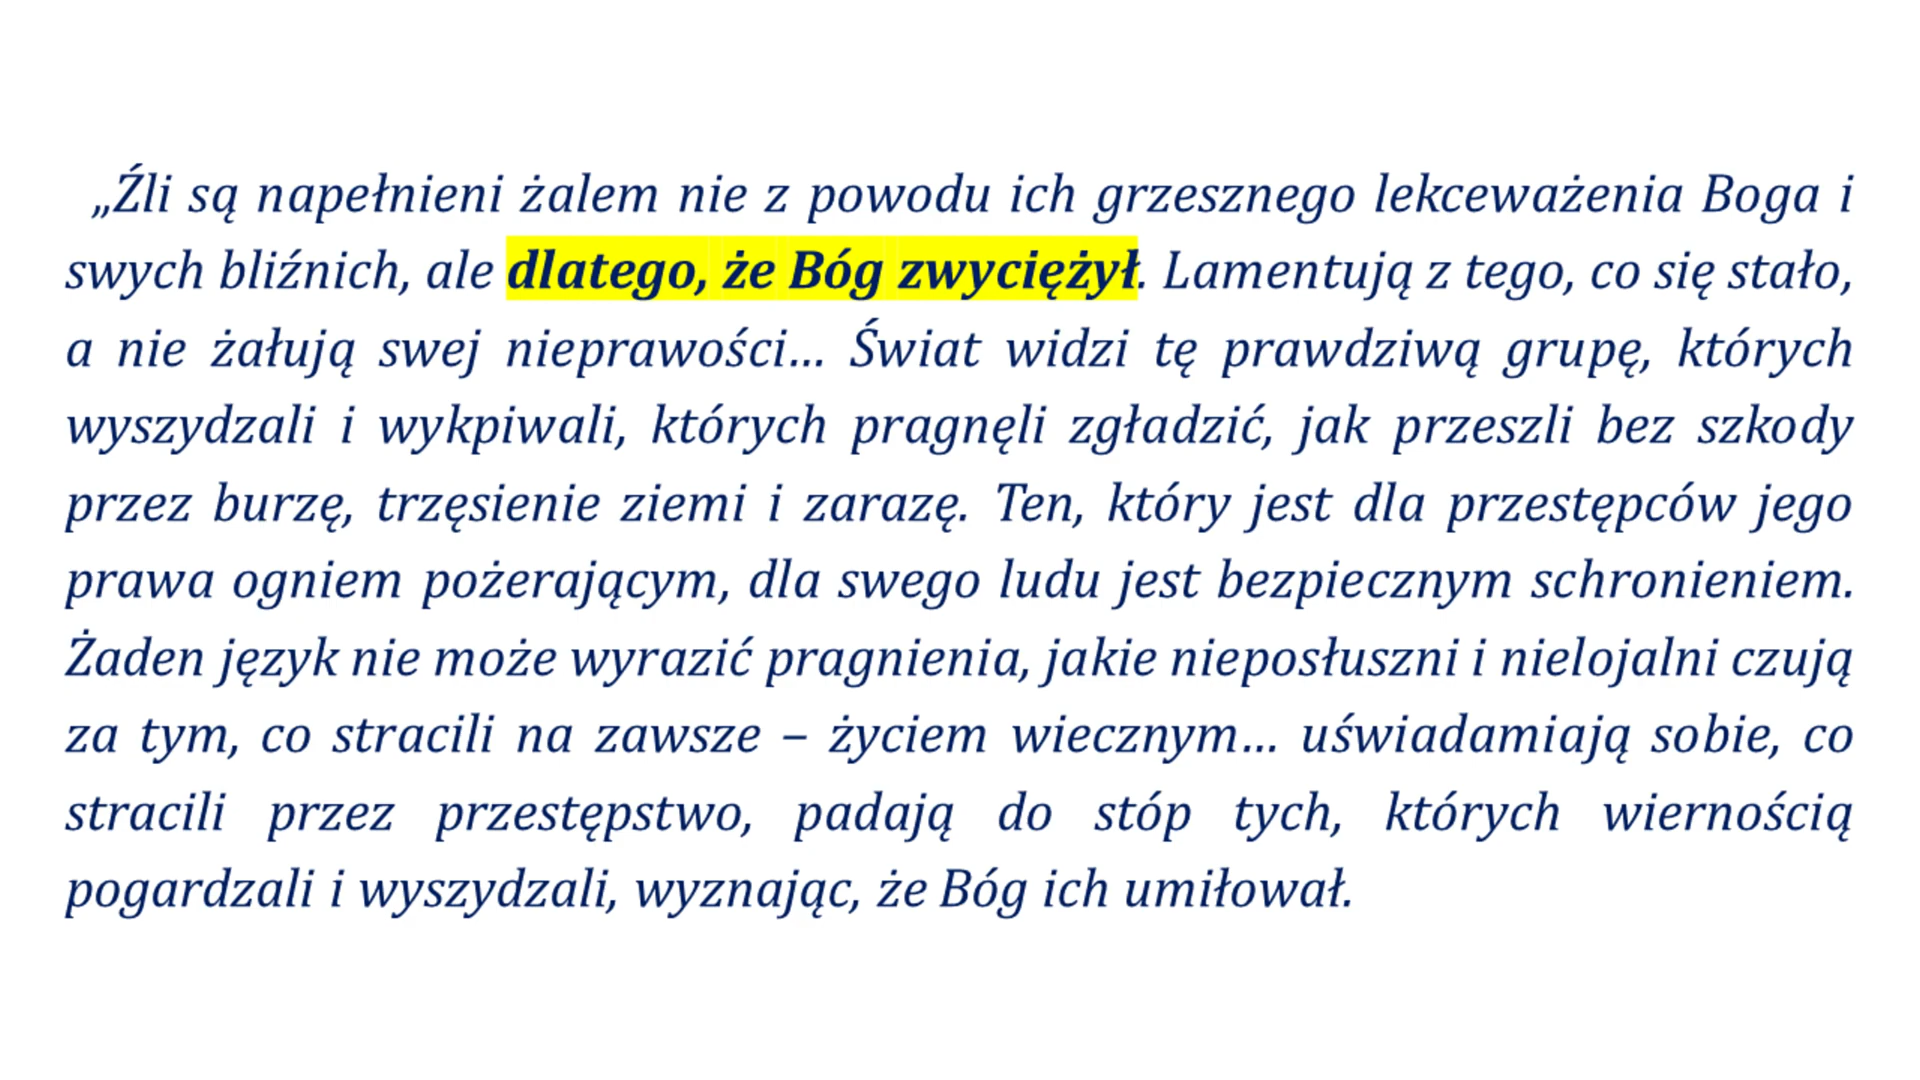 „Źli są napełnieni żalem nie z powodu ich grzesznego lekceważenia Boga i
swych bliźnich, ale dlatego, że Bóg zwyciężył. Lamentują z tego, co się stało,
a nie żałują swej nieprawości... Świat widzi tę prawdziwą grupę, których
wyszydzali i wykpiwali, których pragnęli zgładzić, jak przeszli bez szkody
przez burzę, trzęsienie ziemi i zarazę. Ten, który jest dla przestępców jego
prawa ogniem pożerającym, dla swego ludu jest bezpiecznym schronieniem.
Żaden język nie może wyrazić pragnienia, jakie nieposłuszni i nielojalni czują
za tym, co stracili na zawsze – życiem wiecznym... uświadamiają sobie, co
stracili przez przestępstwo, padają do stóp tych, których wiernością
pogardzali i wyszydzali, wyznając, że Bóg ich umiłował.